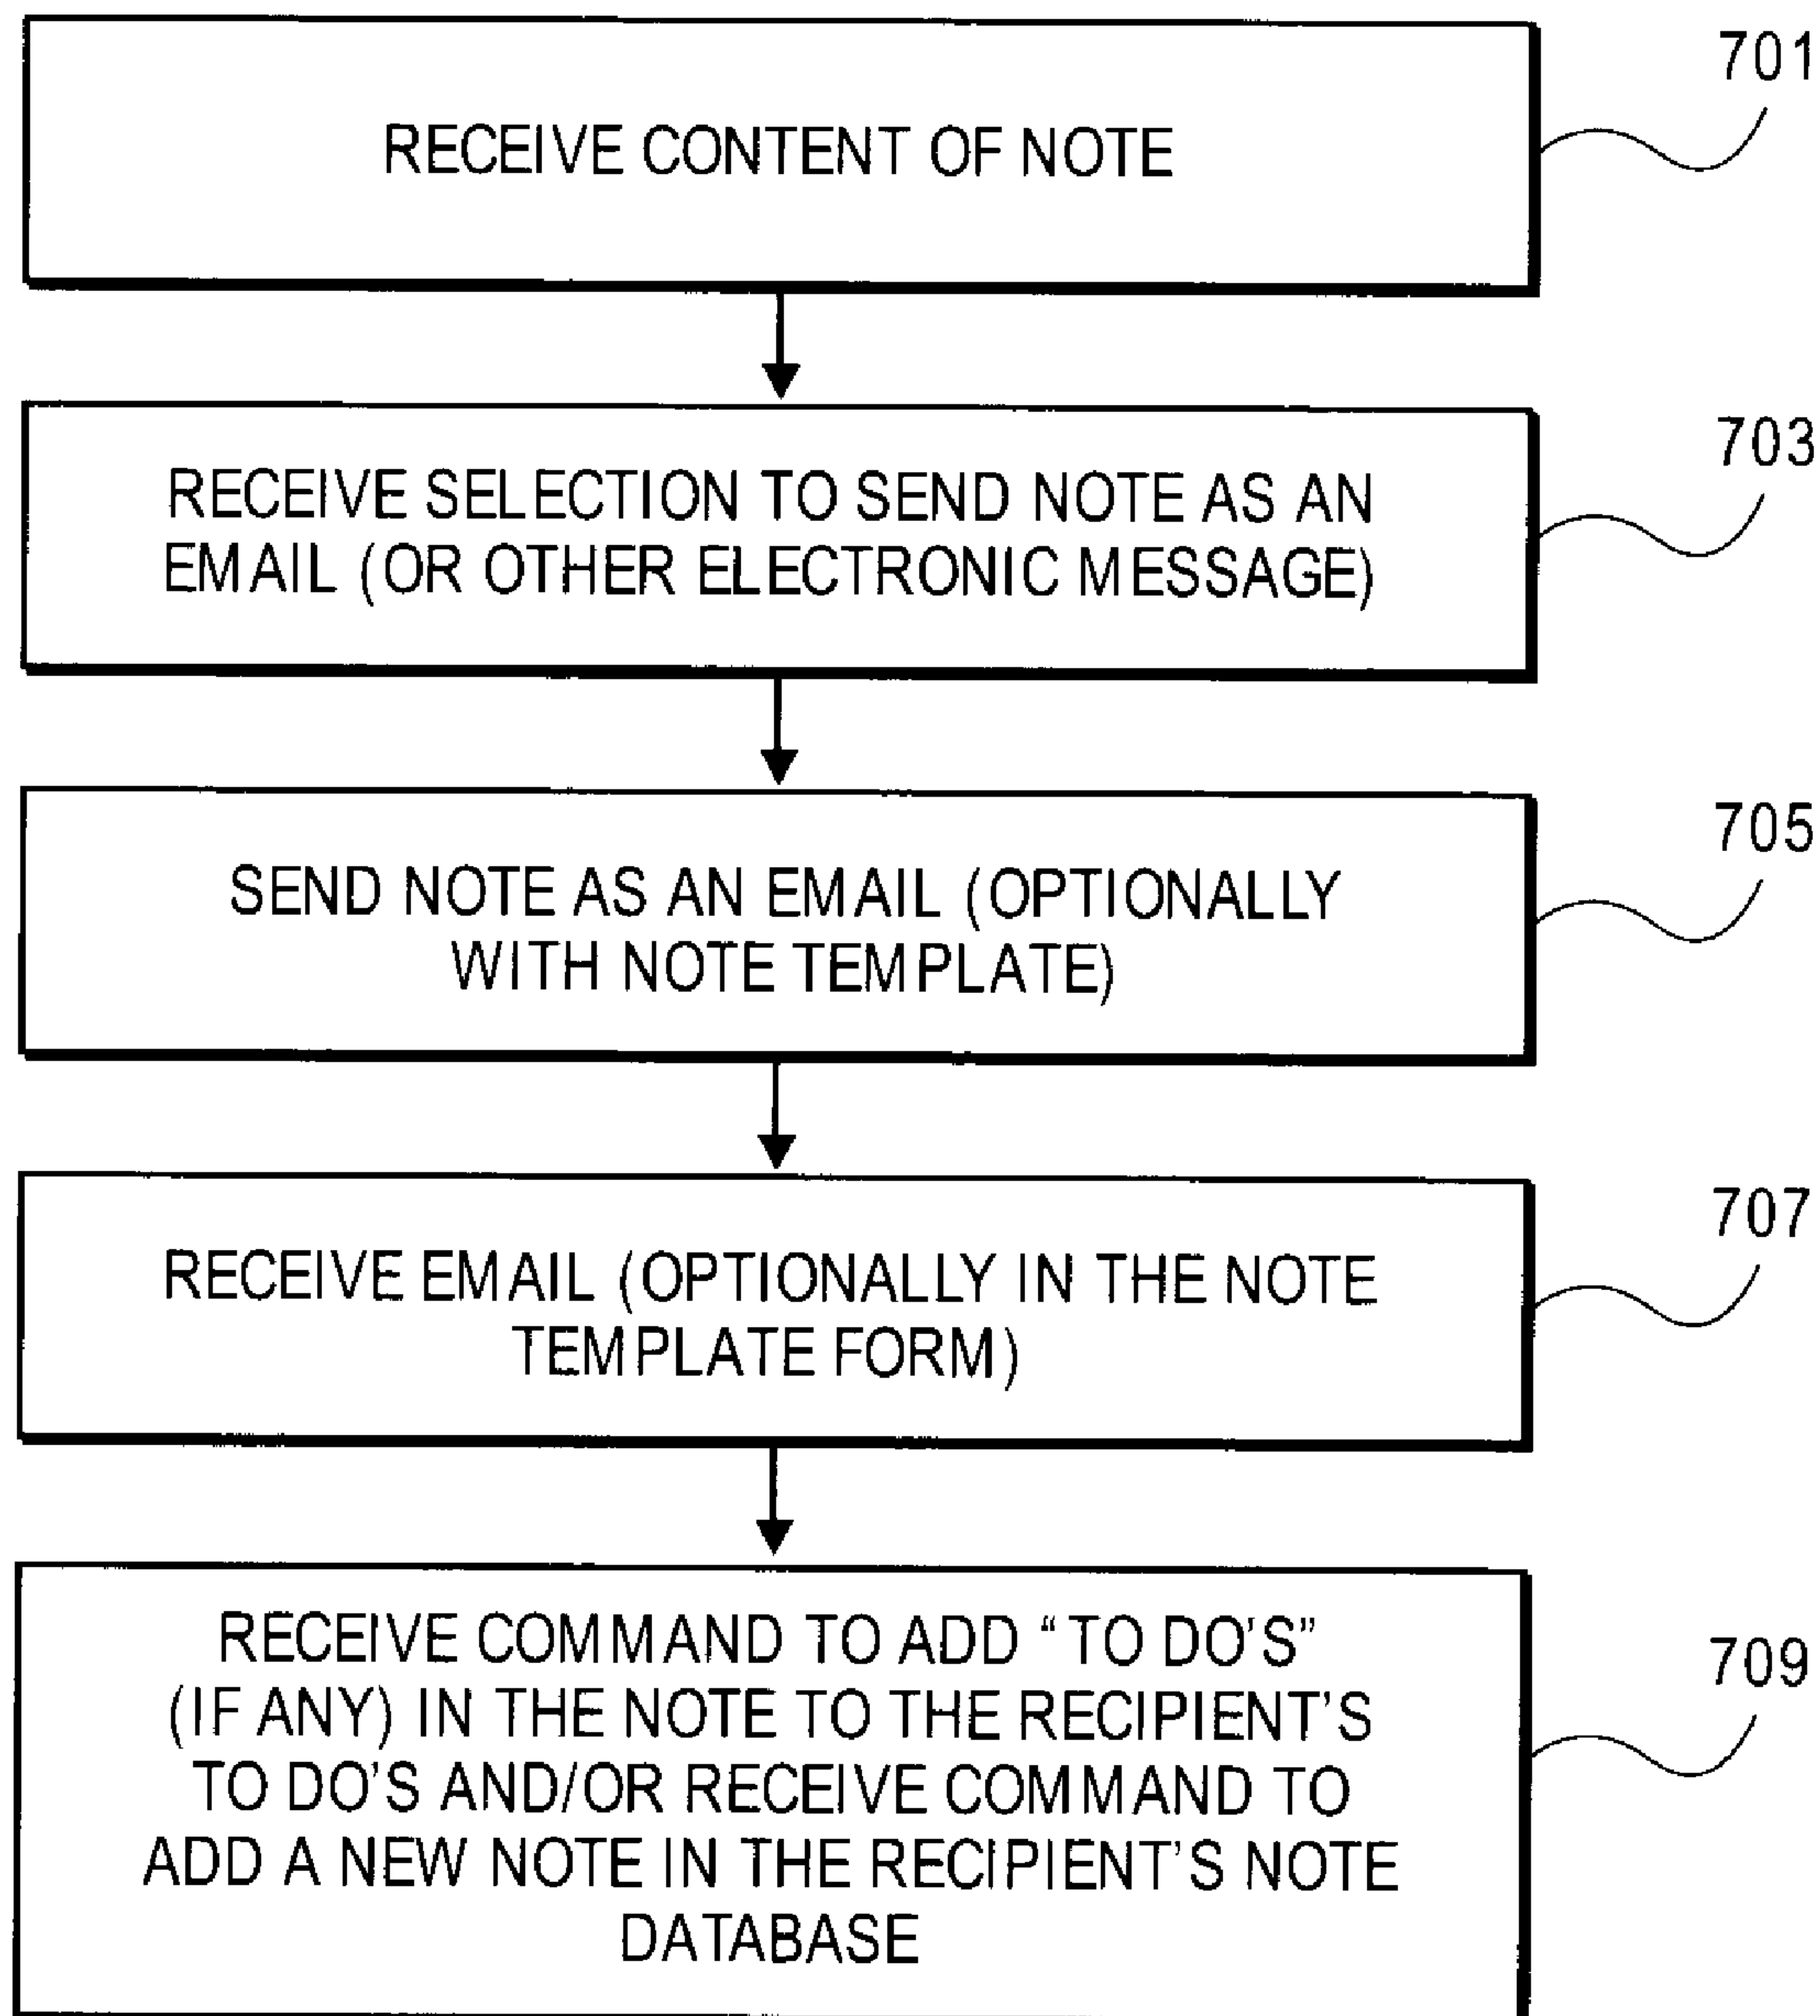 701
RECEIVE CONTENT OF NOTE
703
RECEIVE SELECTION TO SEND NOTE AS AN
EMAIL (OR OTHER ELECTRONIC MESSAGE)
705
SEND NOTE AS AN EMAIL (OPTIONALLY
WITH NOTE TEMPLATE)
707
RECEIVE EMAIL (OPTIONALLY IN THE NOTE
TEMPLATE FORM)
RECEIVE COMMAND TO ADD “TO DO'S”
709
(IF ANY) IN THE NOTE TO THE RECIPIENT'S
TO DO'S AND/OR RECEIVE COMMAND TO
ADD A NEW NOTE IN THE RECIPIENT'S NOTE
DATABASE